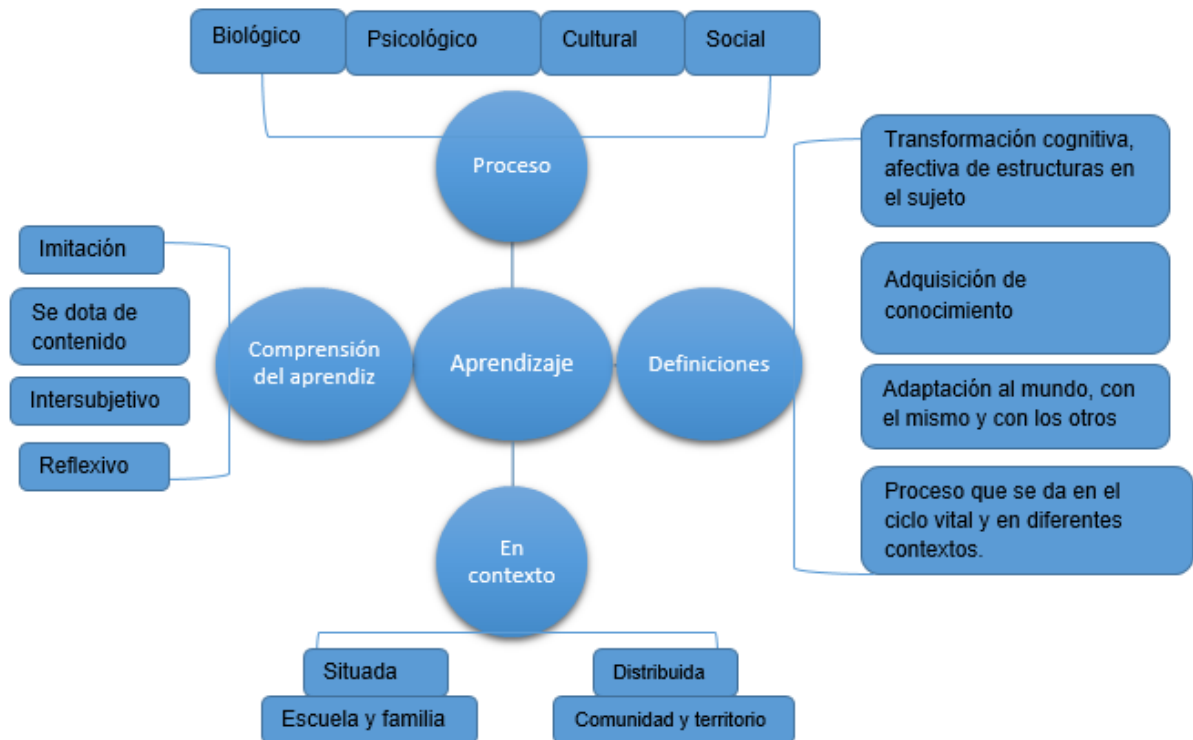 Biológico
Psicológico
Cultural
Social
Proceso
Imitación
Se dota de
contenido
Intersubjetivo
Reflexivo
Comprensión
del aprendiz
Aprendizaje
Definiciones
Transformación cognitiva,
afectiva de estructuras en
el sujeto
Adquisición de
conocimiento
Adaptación al mundo, con
el mismo y con los otros
Proceso que se da en el
ciclo vital y en diferentes
contextos.
En
contexto
Situada
Escuela y familia
Distribuida
Comunidad y territorio